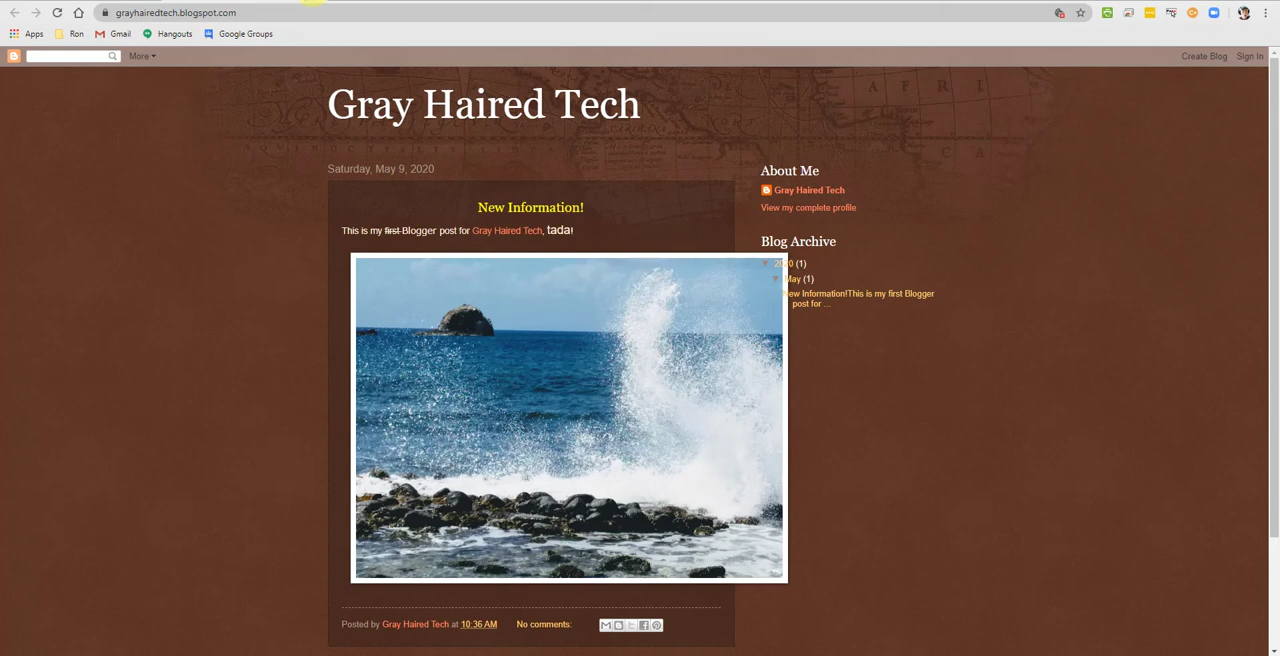 grayhairedtech.blogspot.com
Apps Ron Gmail Hangouts Google Groups
More Create Blog Sign In
Gray Haired Tech
Saturday, May 9, 2020
New Information!
This is my first Blogger post for Gray Haired Tech, tada!
Posted by Gray Haired Tech at 10:36 AM No comments:
About Me
Gray Haired Tech
View my complete profile
Blog Archive
(1)
May (1)
Information!This is my first Blogger
post for ...
A F R I
C A